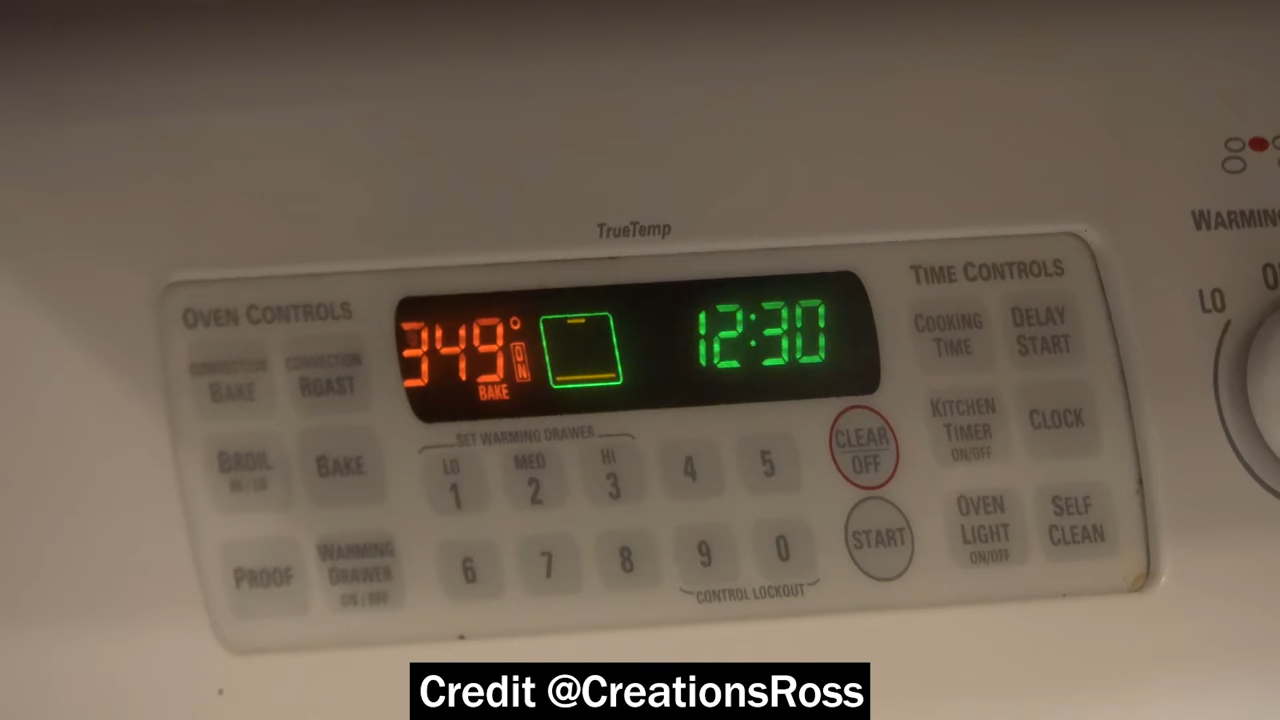 TrueTemp
OVEN CONTROLS
CONVECTION
BAKE
CONVECTION
ROAST
BROIL
HI / LO
BAKE
PROOF
WARMING
DRAWER
ON / OFF
349°
ON
BAKE
12:30
SET WARMING DRAWER
LO
1
MED
2
HI
3
4
5
6
7
8
9
0
CONTROL LOCKOUT
CLEAR
OFF
START
TIME CONTROLS
COOKING
TIME
DELAY
START
KITCHEN
TIMER
ON/OFF
CLOCK
OVEN
LIGHT
ON/OFF
SELF
CLEAN
WARMIN
LO
Credit @CreationsRoss